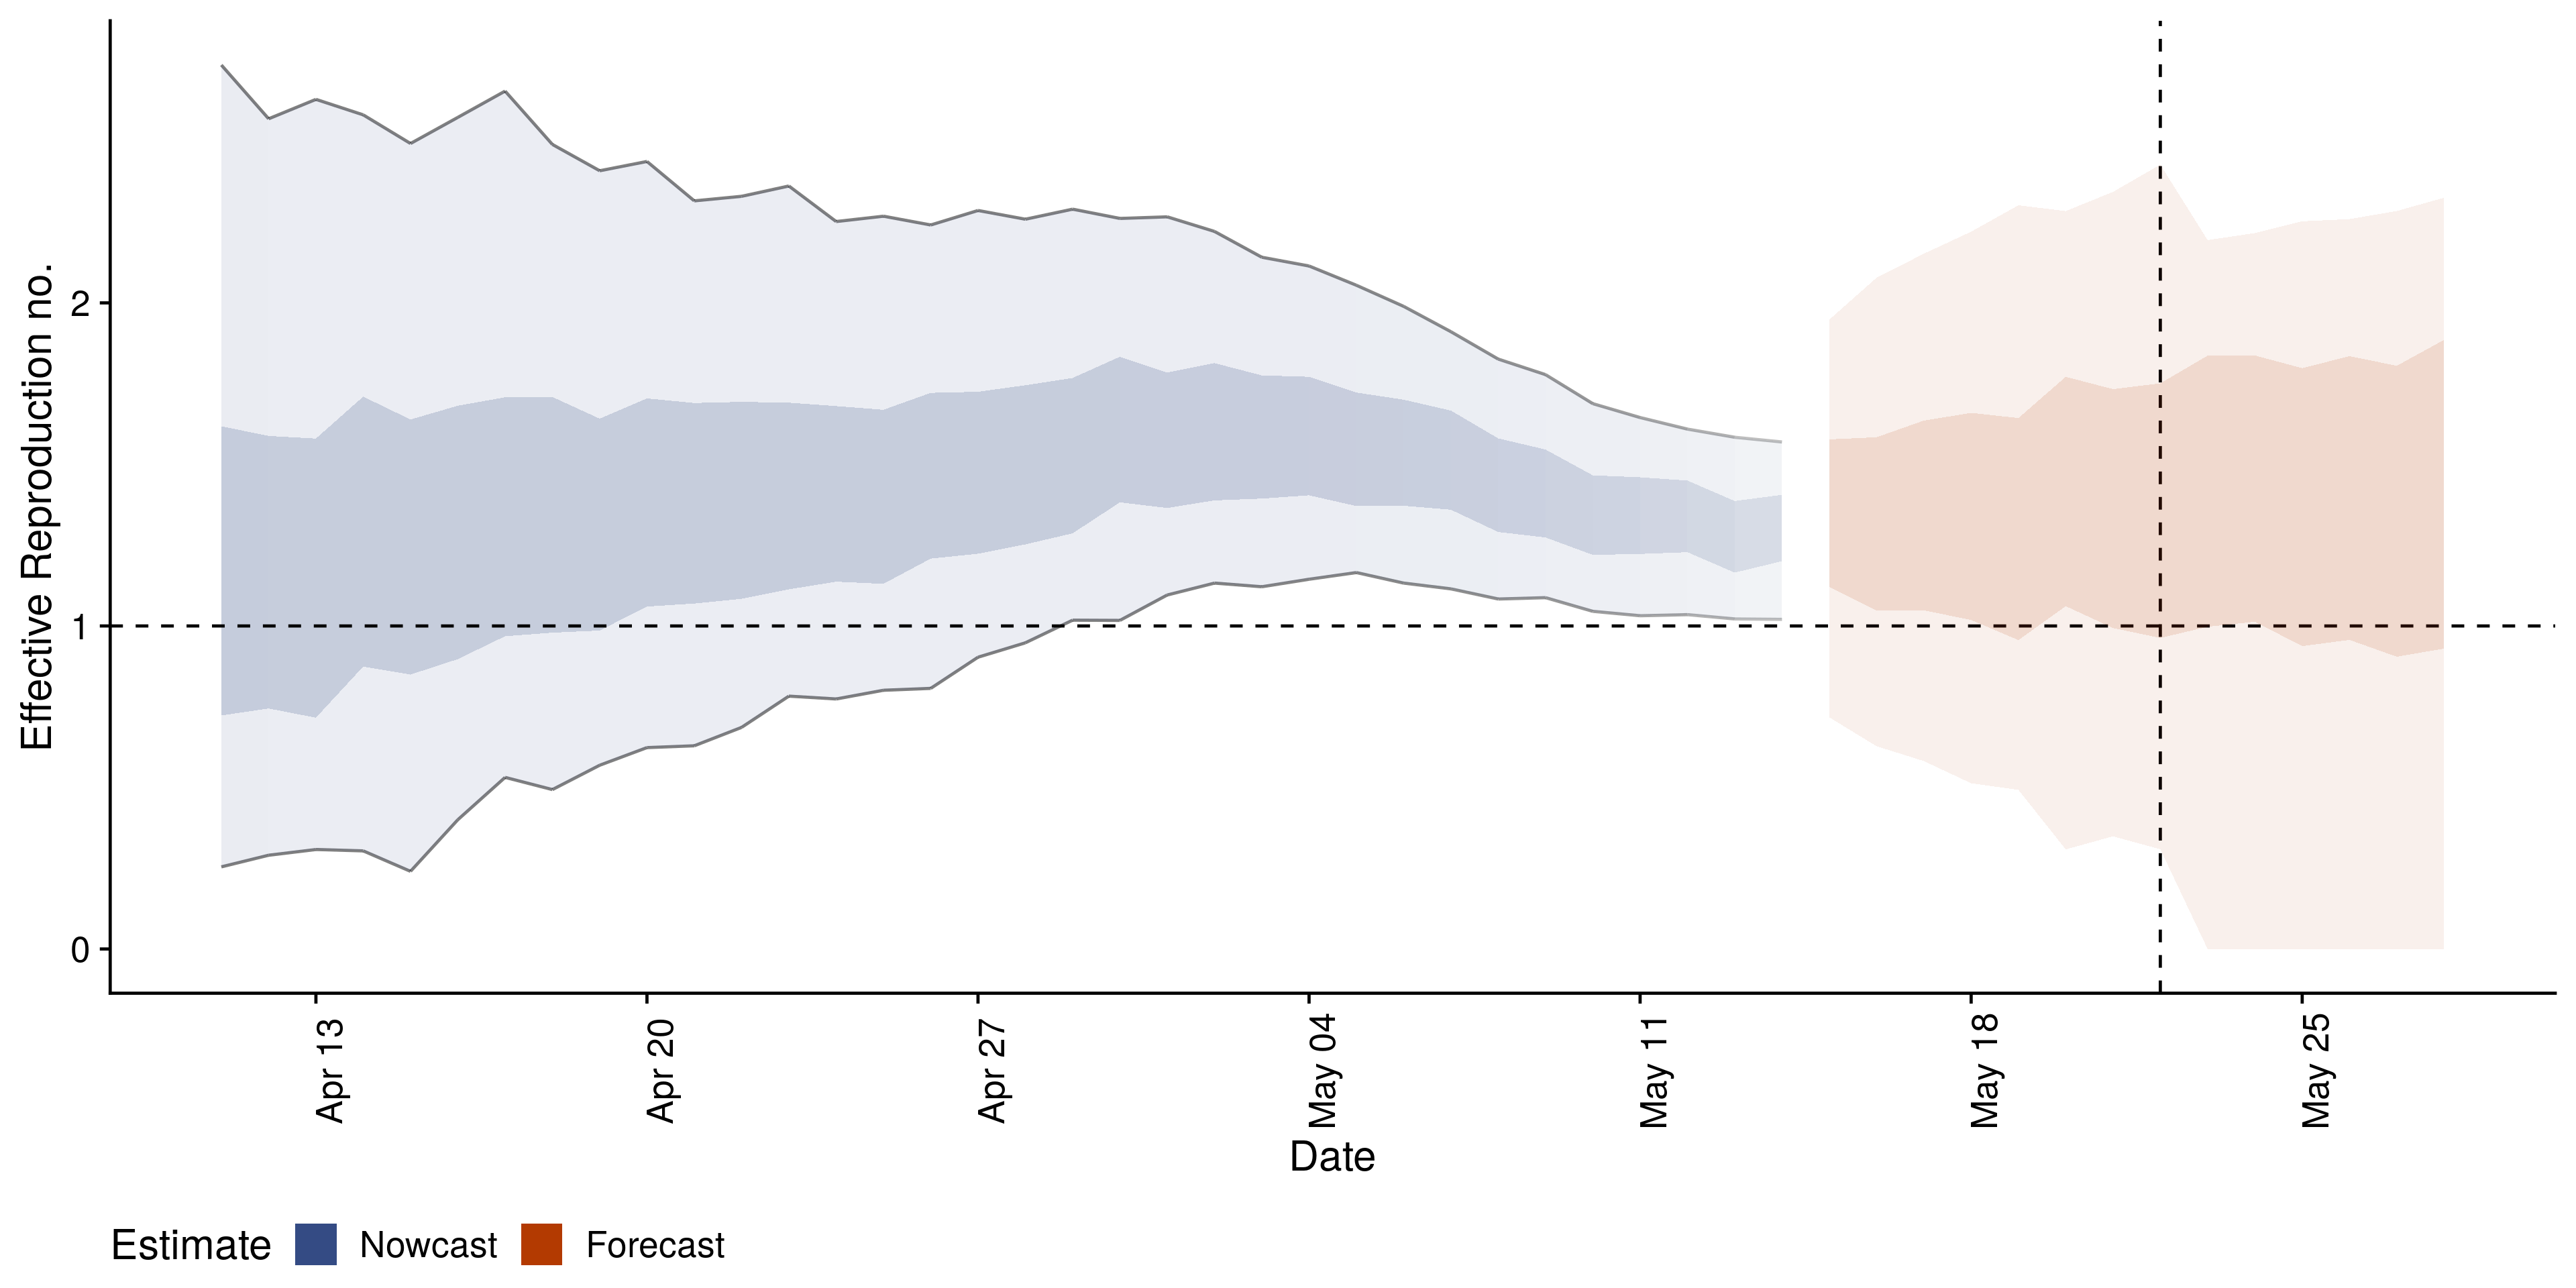 Effective Reproduction no.
2
1
0
Apr 13
Apr 20
Apr 27
May 04
May 11
May 18
May 25
Date
Estimate Nowcast Forecast